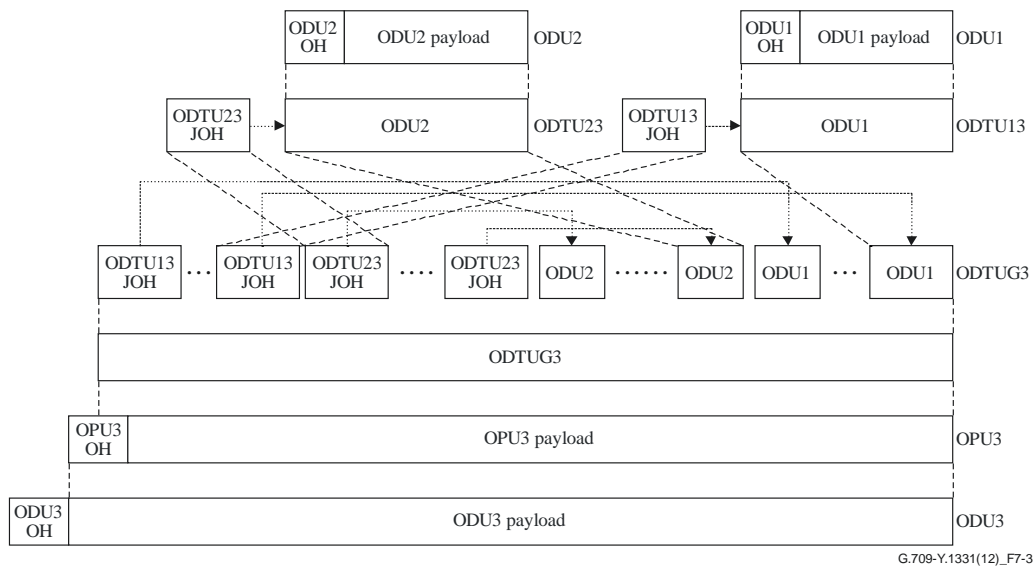 ODU2 OH
ODU2 payload
ODU2
ODU1 OH
ODU1 payload
ODU1
ODTU23 JOH
ODU2
ODTU23
ODTU13 JOH
ODU1
ODTU13
ODTU13 JOH
...
ODTU13 JOH
ODTU23 JOH
....
ODTU23 JOH
ODU2
......
ODU2
ODU1
...
ODU1
ODTUG3
ODTUG3
OPU3 OH
OPU3 payload
OPU3
ODU3 OH
ODU3 payload
ODU3
G.709-Y.1331(12)_F7-3